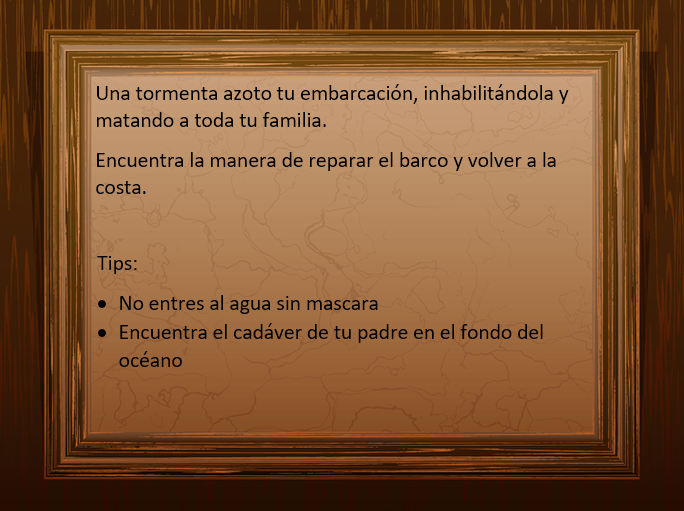 Una tormenta azoto tu embarcación, inhabilitándola y
matando a toda tu familia.
Encuentra la manera de reparar el barco y volver a la
costa.
Tips:
• No entres al agua sin mascara
• Encuentra el cadáver de tu padre en el fondo del
océano